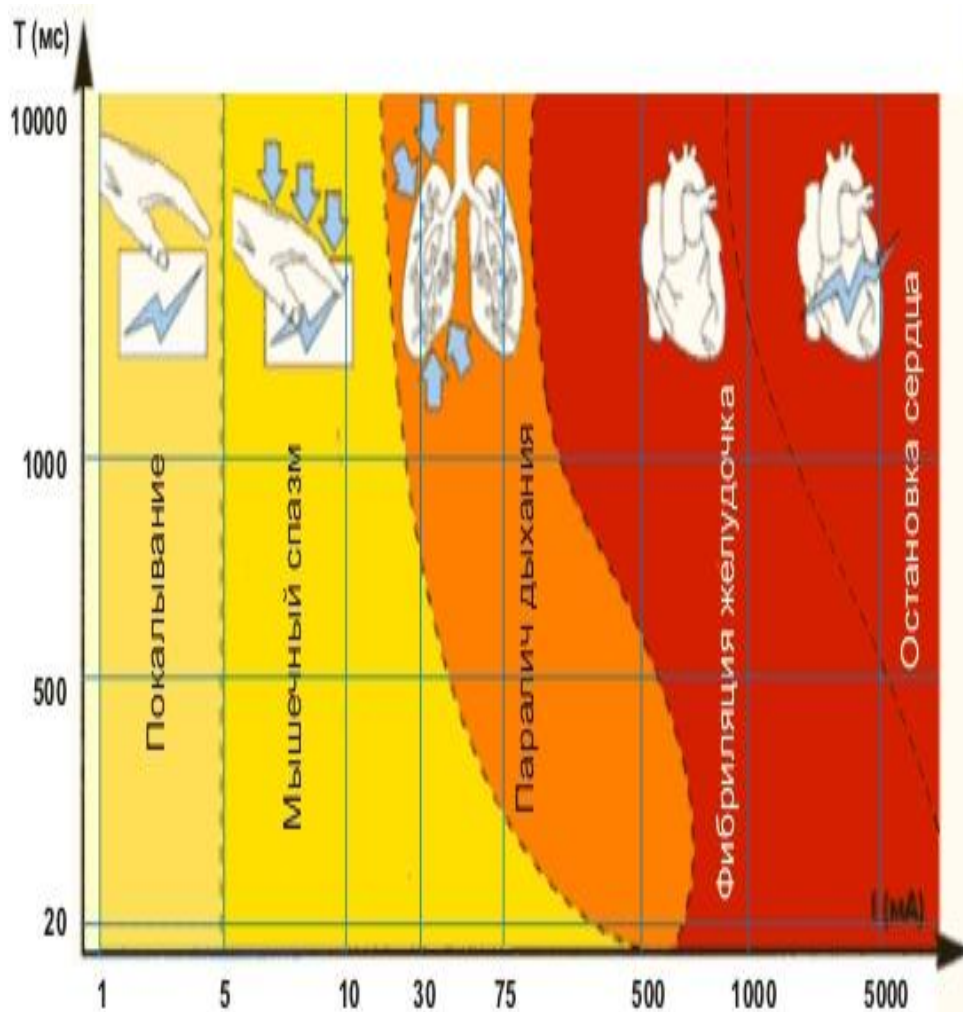 T (мс)
10000
1000
500
20
Покалывание
Мышечный спазм
Паралич дыхания
Фибриляция желудочка
Остановка сердца
I (мА)
1 5 10 30 75 500 1000 5000